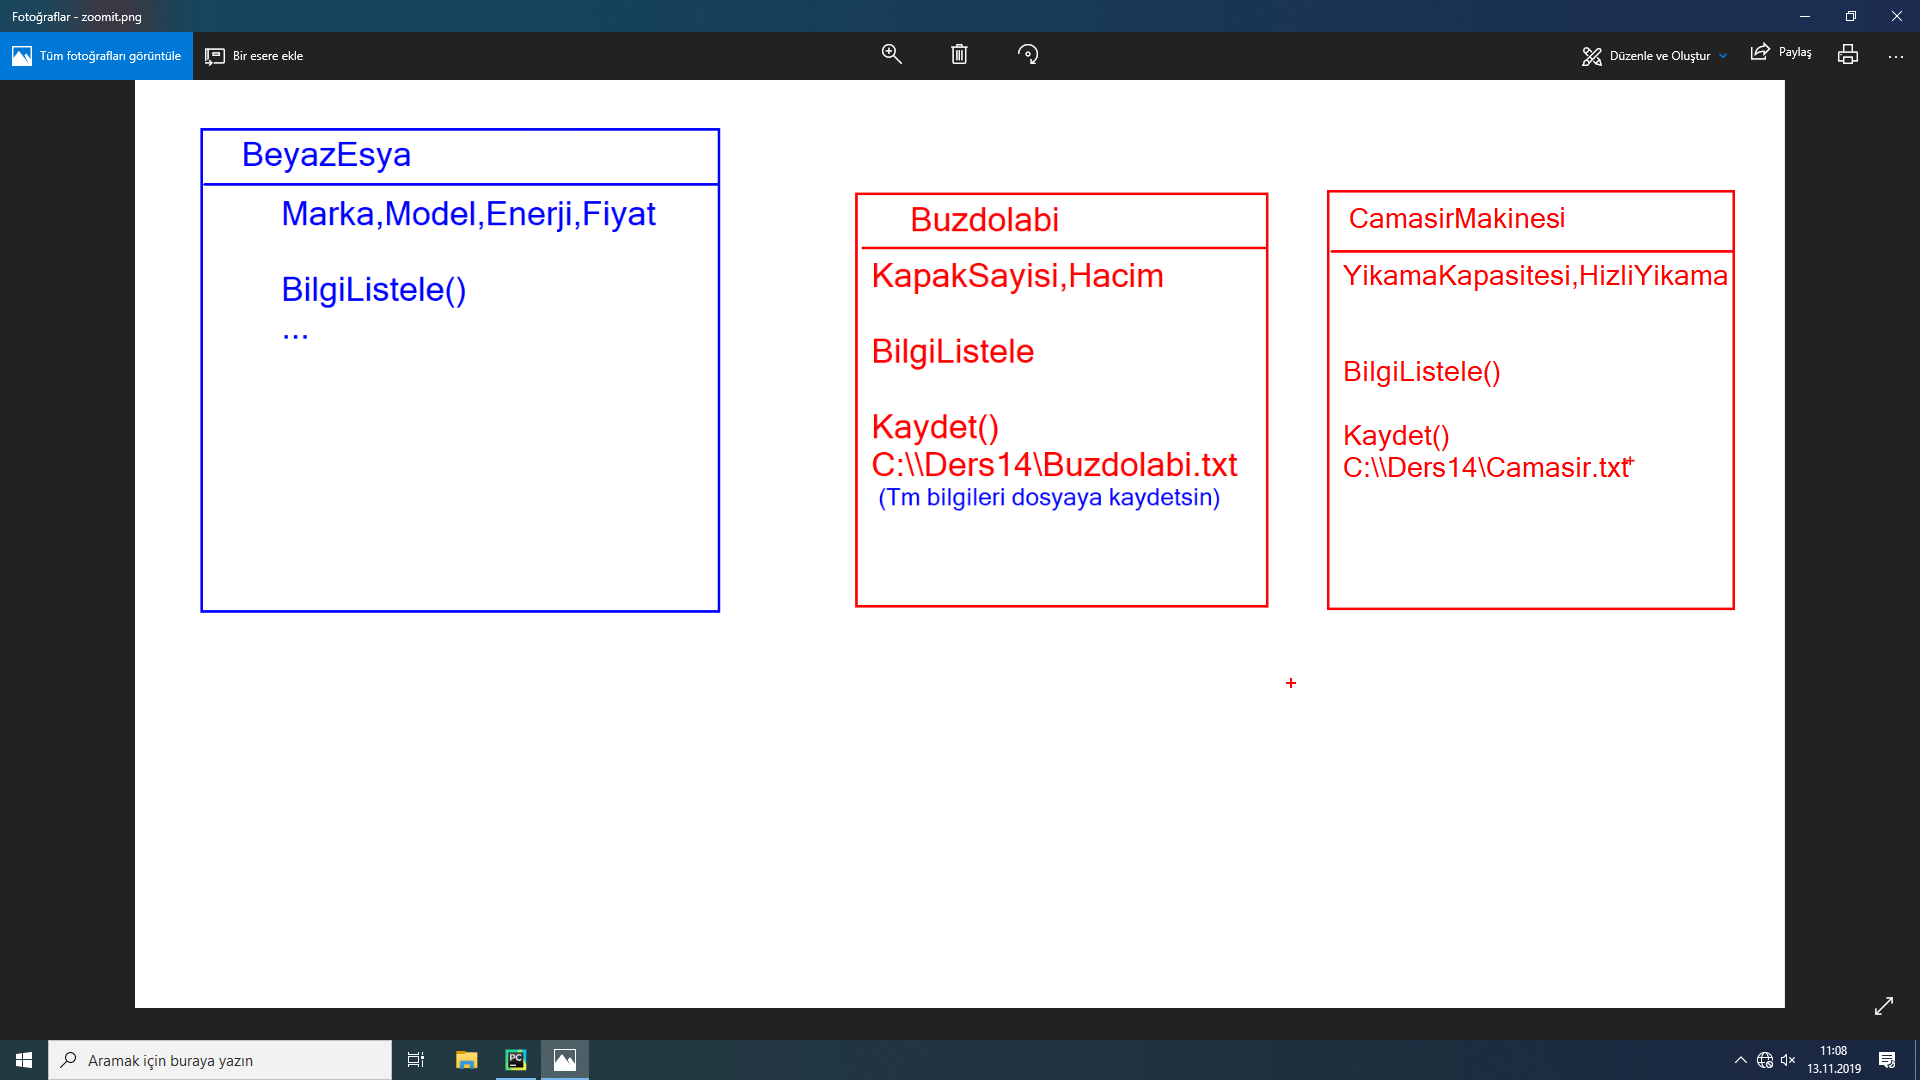 Fotoğraflar - zoomit.png
Tüm fotoğrafları görüntüle
Bir esere ekle
Düzenle ve Oluştur
Paylaş
BeyazEsya
Marka,Model,Enerji,Fiyat
BilgiListele()
...
Buzdolabi
KapakSayisi,Hacim
BilgiListele
Kaydet()
C:\\Ders14\Buzdolabi.txt
(Tm bilgileri dosyaya kaydetsin)
CamasirMakinesi
YikamaKapasitesi,HizliYikama
BilgiListele()
Kaydet()
C:\\Ders14\Camasir.txt
Aramak için buraya yazın
PC
11:08
13.11.2019